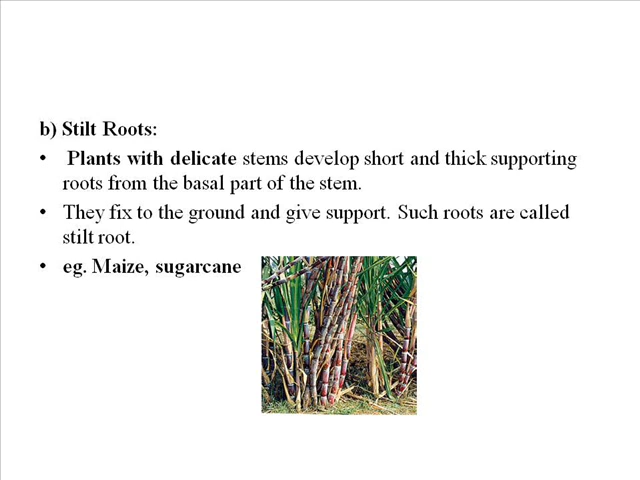 b) Stilt Roots:
• Plants with delicate stems develop short and thick supporting
roots from the basal part of the stem.
• They fix to the ground and give support. Such roots are called
stilt root.
• eg. Maize, sugarcane